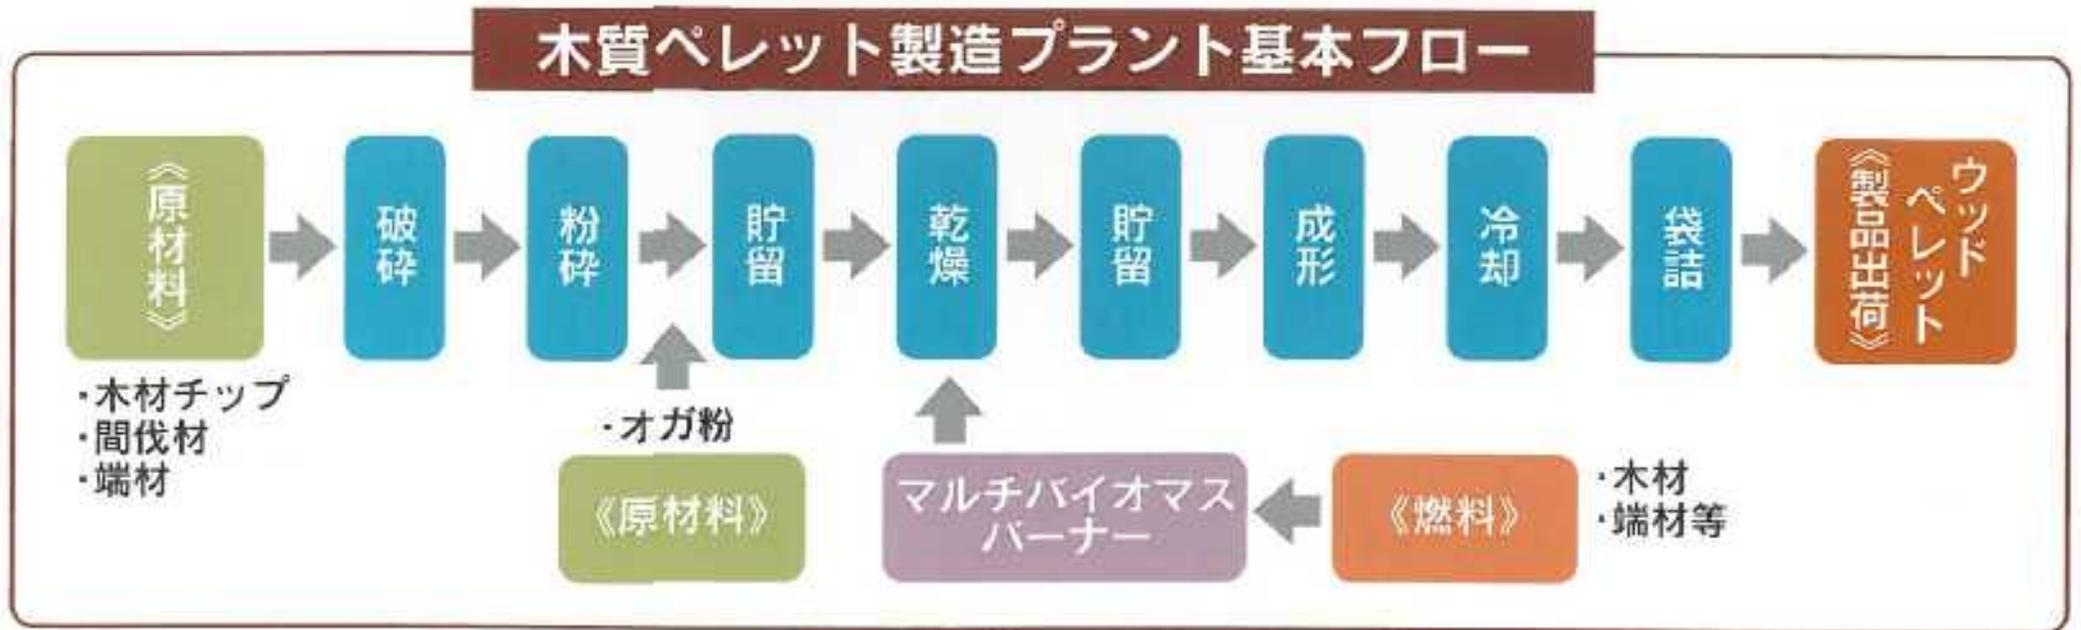 木質ペレット製造プラント基本フロー
《原材料》
破砕
粉砕
貯留
乾燥
貯留
成形
冷却
袋詰
ウッド
ペレット
《製品出荷》
・木材チップ
・間伐材
・端材
・オガ粉
《原材料》
マルチバイオマス
バーナー
《燃料》
・木材
・端材等